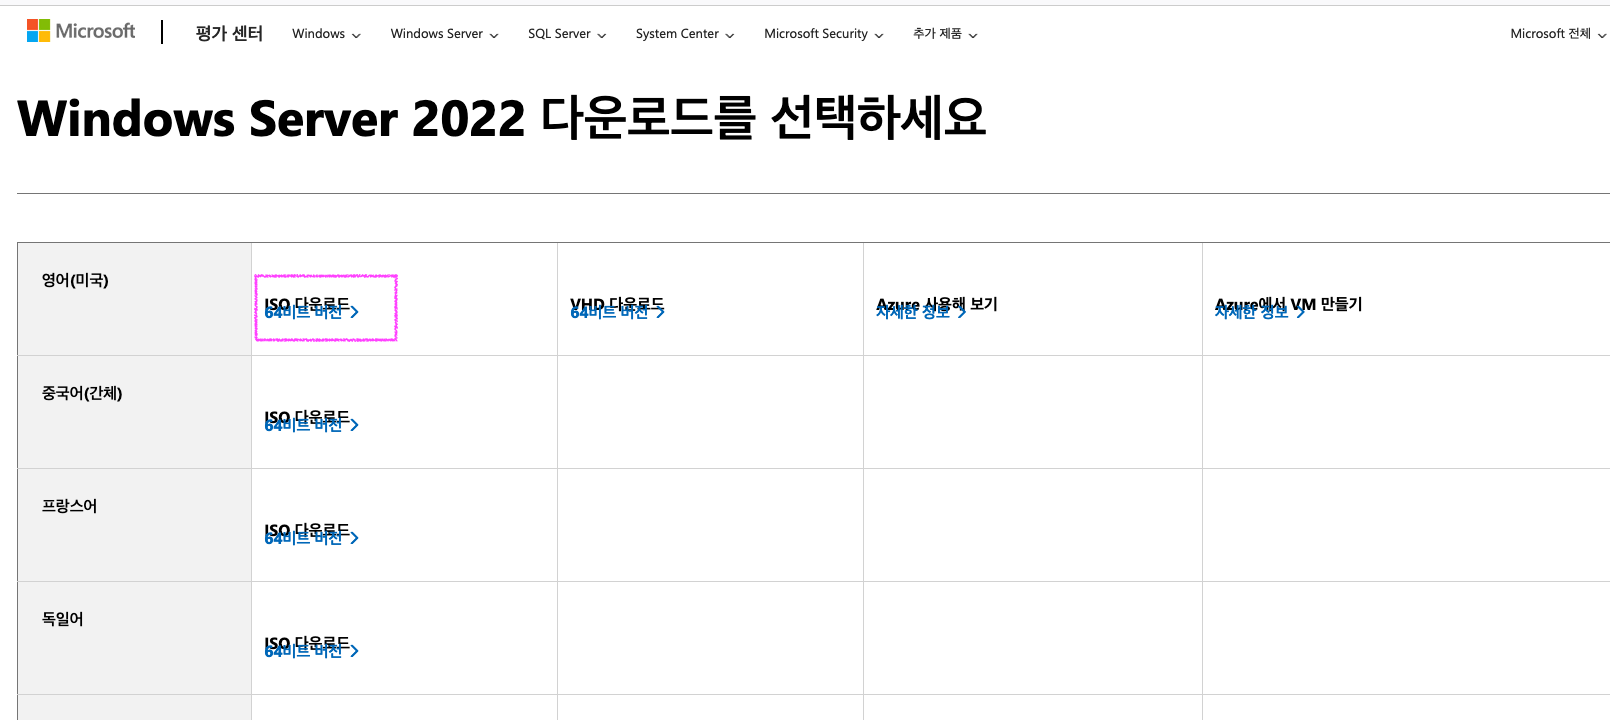 Microsoft 평가 센터 Windows Windows Server SQL Server System Center Microsoft Security 추가 제품 Microsoft 전체
Windows Server 2022 다운로드를 선택하세요
영어(미국)
ISO 다운로드
64비트 버전
VHD 다운로드
64비트 버전
Azure 사용해 보기
자세한 정보
Azure에서 VM 만들기
자세한 정보
중국어(간체)
ISO 다운로드
64비트 버전
프랑스어
ISO 다운로드
64비트 버전
독일어
ISO 다운로드
64비트 버전